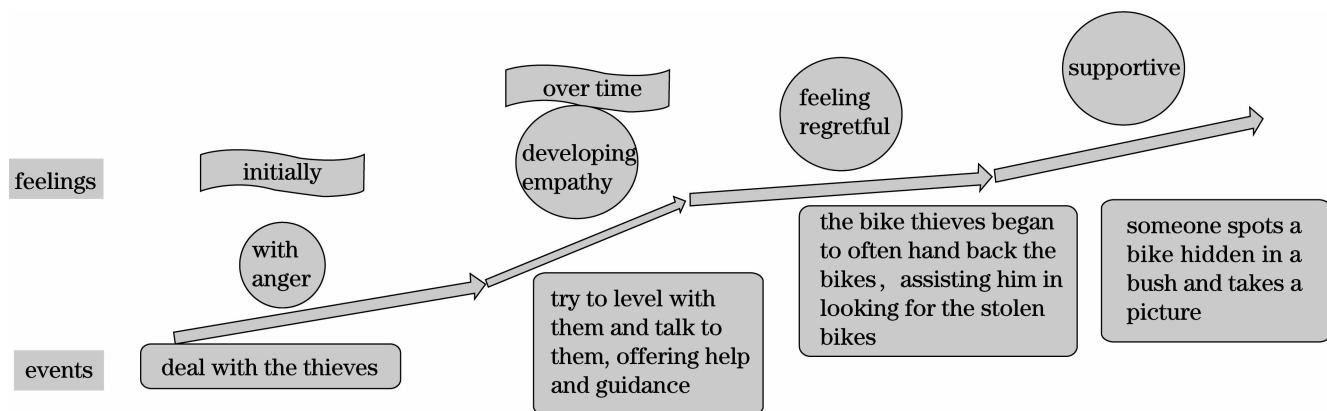 supportive
over time
feeling
regretful
developing
empathy
initially
feelings
with
anger
the bike thieves began
to often hand back the
bikes, assisting him in
looking for the stolen
bikes
someone spots a
bike hidden in a
bush and takes a
picture
try to level with
them and talk to
them, offering help
and guidance
events
deal with the thieves